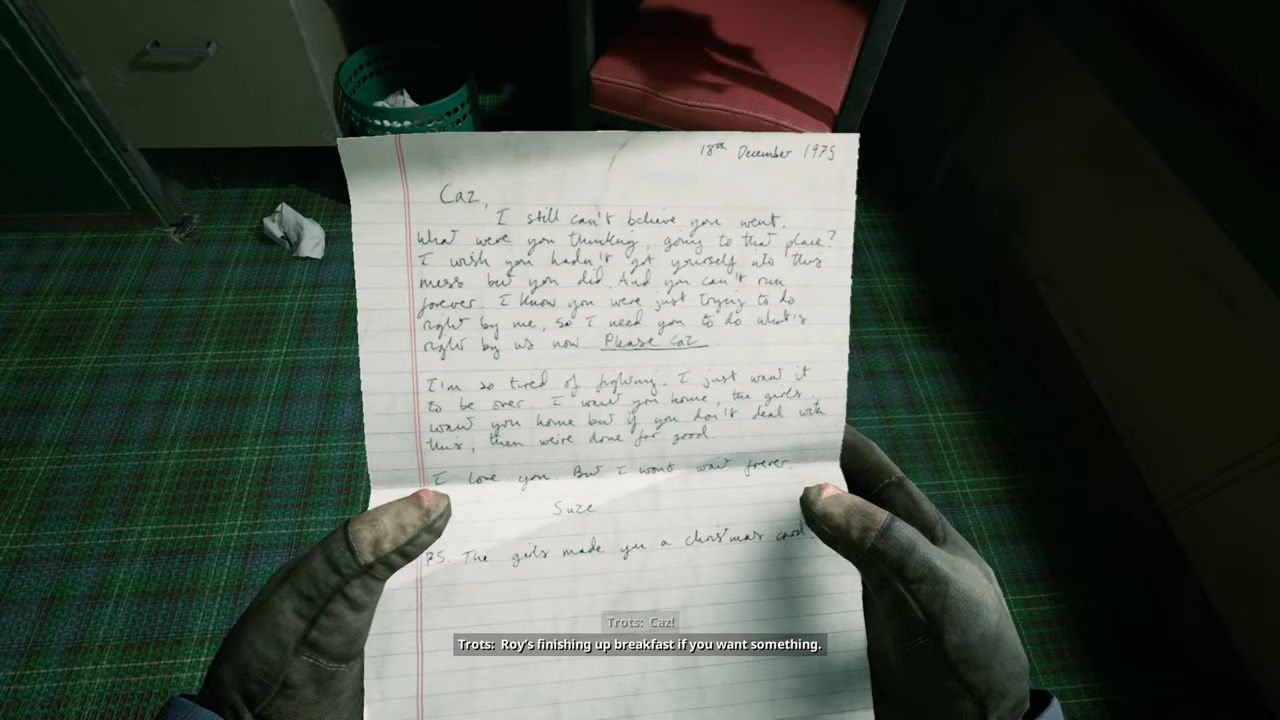 18th December 1975
Caz,
I still can't believe you went.
What were you thinking, going to that place?
I wish you hadn't got yourself into this
mess but you did. And you can't run
forever. I know you were just trying to do
right by me, so I need you to do what's
right by us now. Please Caz
I'm so tired of fighting. I just want it
to be over. I want you home, the girls
want you home but if you don't deal with
this, then we're done for good.
I love you. But I won't wait forever.
Suze
PS. The girls made you a christmas card.
Trots: Caz!
Trots: Roy's finishing up breakfast if you want something.